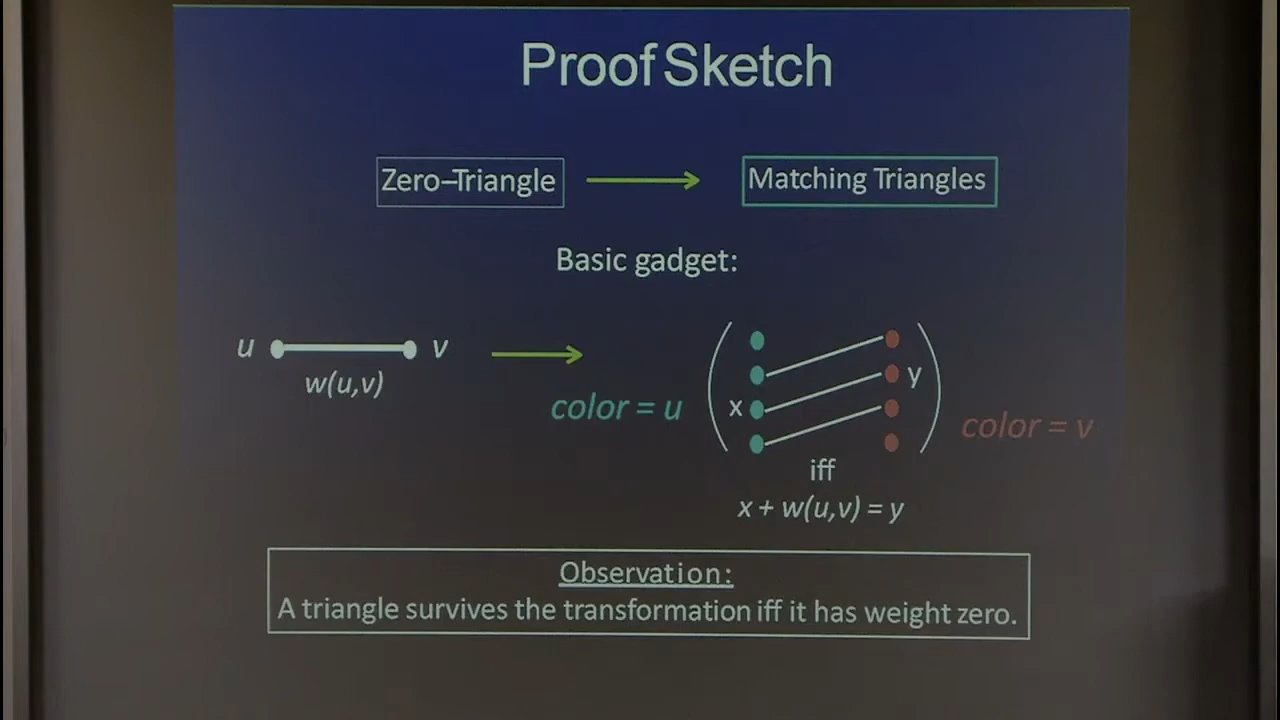 Proof Sketch
Zero–Triangle
Matching Triangles
Basic gadget:
u
v
w(u,v)
color = u
x
y
color = v
iff
x + w(u,v) = y
Observation:
A triangle survives the transformation iff it has weight zero.